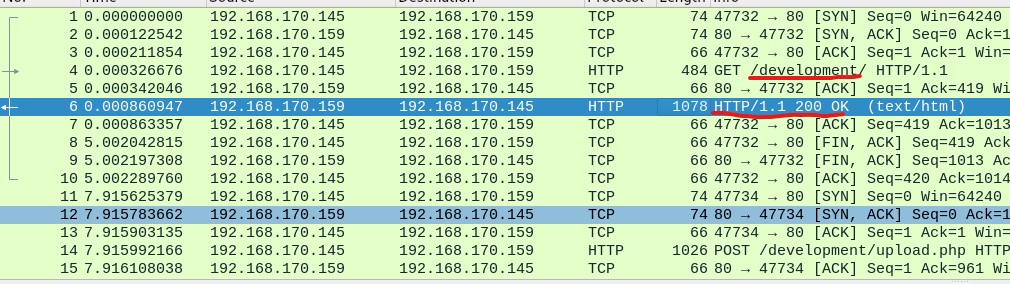 No. Time Source Destination Protocol Length Info
1 0.000000000 192.168.170.145 192.168.170.159 TCP 74 47732 → 80 [SYN] Seq=0 Win=64240
2 0.000122542 192.168.170.159 192.168.170.145 TCP 74 80 → 47732 [SYN, ACK] Seq=0 Ack=1
3 0.000211854 192.168.170.145 192.168.170.159 TCP 66 47732 → 80 [ACK] Seq=1 Ack=1 Win=
4 0.000326676 192.168.170.145 192.168.170.159 HTTP 484 GET /development/ HTTP/1.1
5 0.000342046 192.168.170.159 192.168.170.145 TCP 66 80 → 47732 [ACK] Seq=1 Ack=419 Wi
6 0.000860947 192.168.170.159 192.168.170.145 HTTP 1078 HTTP/1.1 200 OK (text/html)
7 0.000863357 192.168.170.145 192.168.170.159 TCP 66 47732 → 80 [ACK] Seq=419 Ack=1013
8 5.002042815 192.168.170.145 192.168.170.159 TCP 66 47732 → 80 [FIN, ACK] Seq=419
9 5.002197308 192.168.170.159 192.168.170.145 TCP 66 80 → 47732 [FIN, ACK] Seq=1013 Ac
10 5.002289760 192.168.170.145 192.168.170.159 TCP 66 47732 → 80 [ACK] Seq=420 Ack=1014
11 7.915625379 192.168.170.145 192.168.170.159 TCP 74 47734 → 80 [SYN] Seq=0 Win=64240
12 7.915783662 192.168.170.159 192.168.170.145 TCP 74 80 → 47734 [SYN, ACK] Seq=0 Ack=1
13 7.915903135 192.168.170.145 192.168.170.159 TCP 66 47734 → 80 [ACK] Seq=1 Ack=1 Win=
14 7.915992166 192.168.170.145 192.168.170.159 HTTP 1026 POST /development/upload.php HTTP
15 7.916108038 192.168.170.159 192.168.170.145 TCP 66 80 → 47734 [ACK] Seq=1 Ack=961 Wi